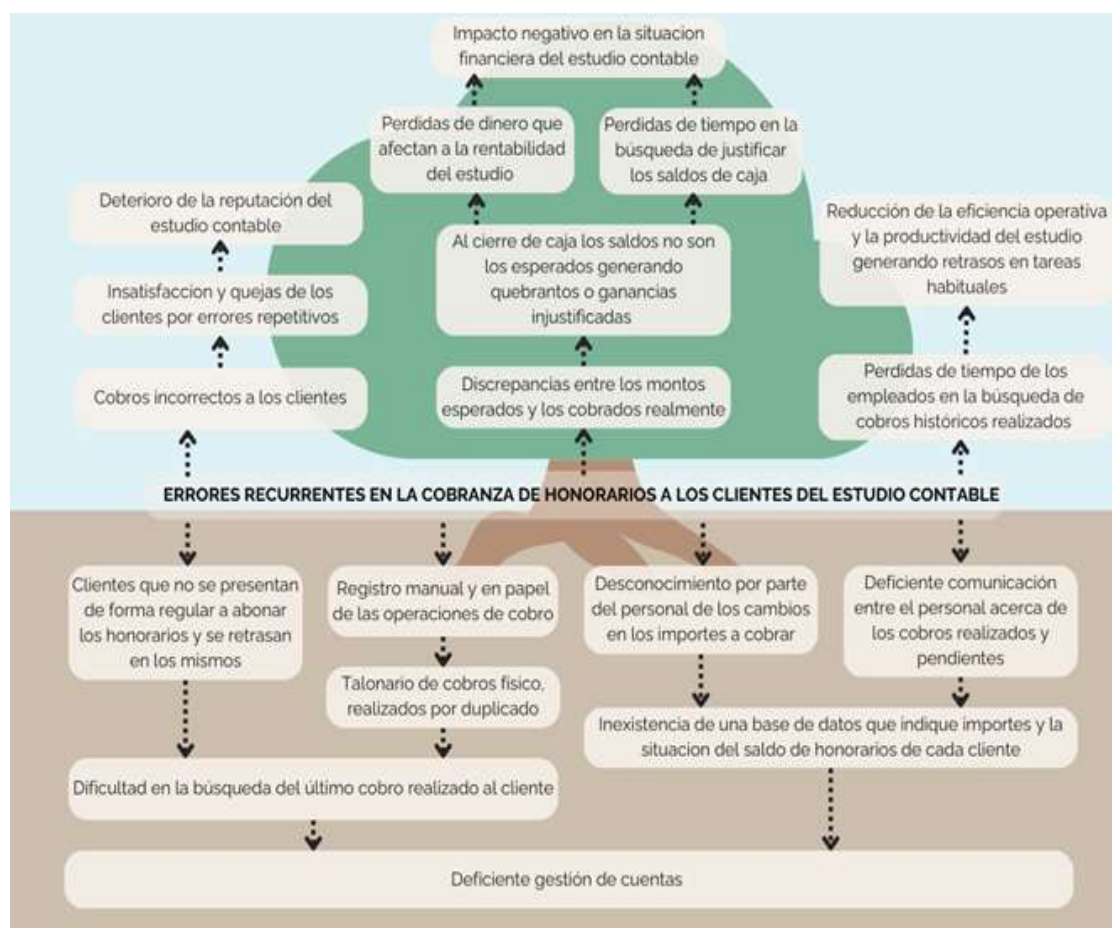 Impacto negativo en la situacion
financiera del estudio contable
Perdidas de dinero que
afectan a la rentabilidad
del estudio
Perdidas de tiempo en la
búsqueda de justificar
los saldos de caja
Deterioro de la reputación del
estudio contable
Reducción de la eficiencia operativa
y la productividad del estudio
generando retrasos en tareas
habituales
Al cierre de caja los saldos no son
los esperados generando
quebrantos o ganancias
injustificadas
Insatisfaccion y quejas de los
clientes por errores repetitivos
Cobros incorrectos a los clientes
Discrepancias entre los montos
esperados y los cobrados realmente
Perdidas de tiempo de los
empleados en la búsqueda de
cobros históricos realizados
ERRORES RECURRENTES EN LA COBRANZA DE HONORARIOS A LOS CLIENTES DEL ESTUDIO CONTABLE
Clientes que no se presentan
de forma regular a abonar
los honorarios y se retrasan
en los mismos
Registro manual y en papel
de las operaciones de cobro
Desconocimiento por parte
del personal de los cambios
en los importes a cobrar
Deficiente comunicación
entre el personal acerca de
los cobros realizados y
pendientes
Talonario de cobros físico,
realizados por duplicado
Inexistencia de una base de datos que indique importes y la
situacion del saldo de honorarios de cada cliente
Dificultad en la búsqueda del último cobro realizado al cliente
Deficiente gestión de cuentas